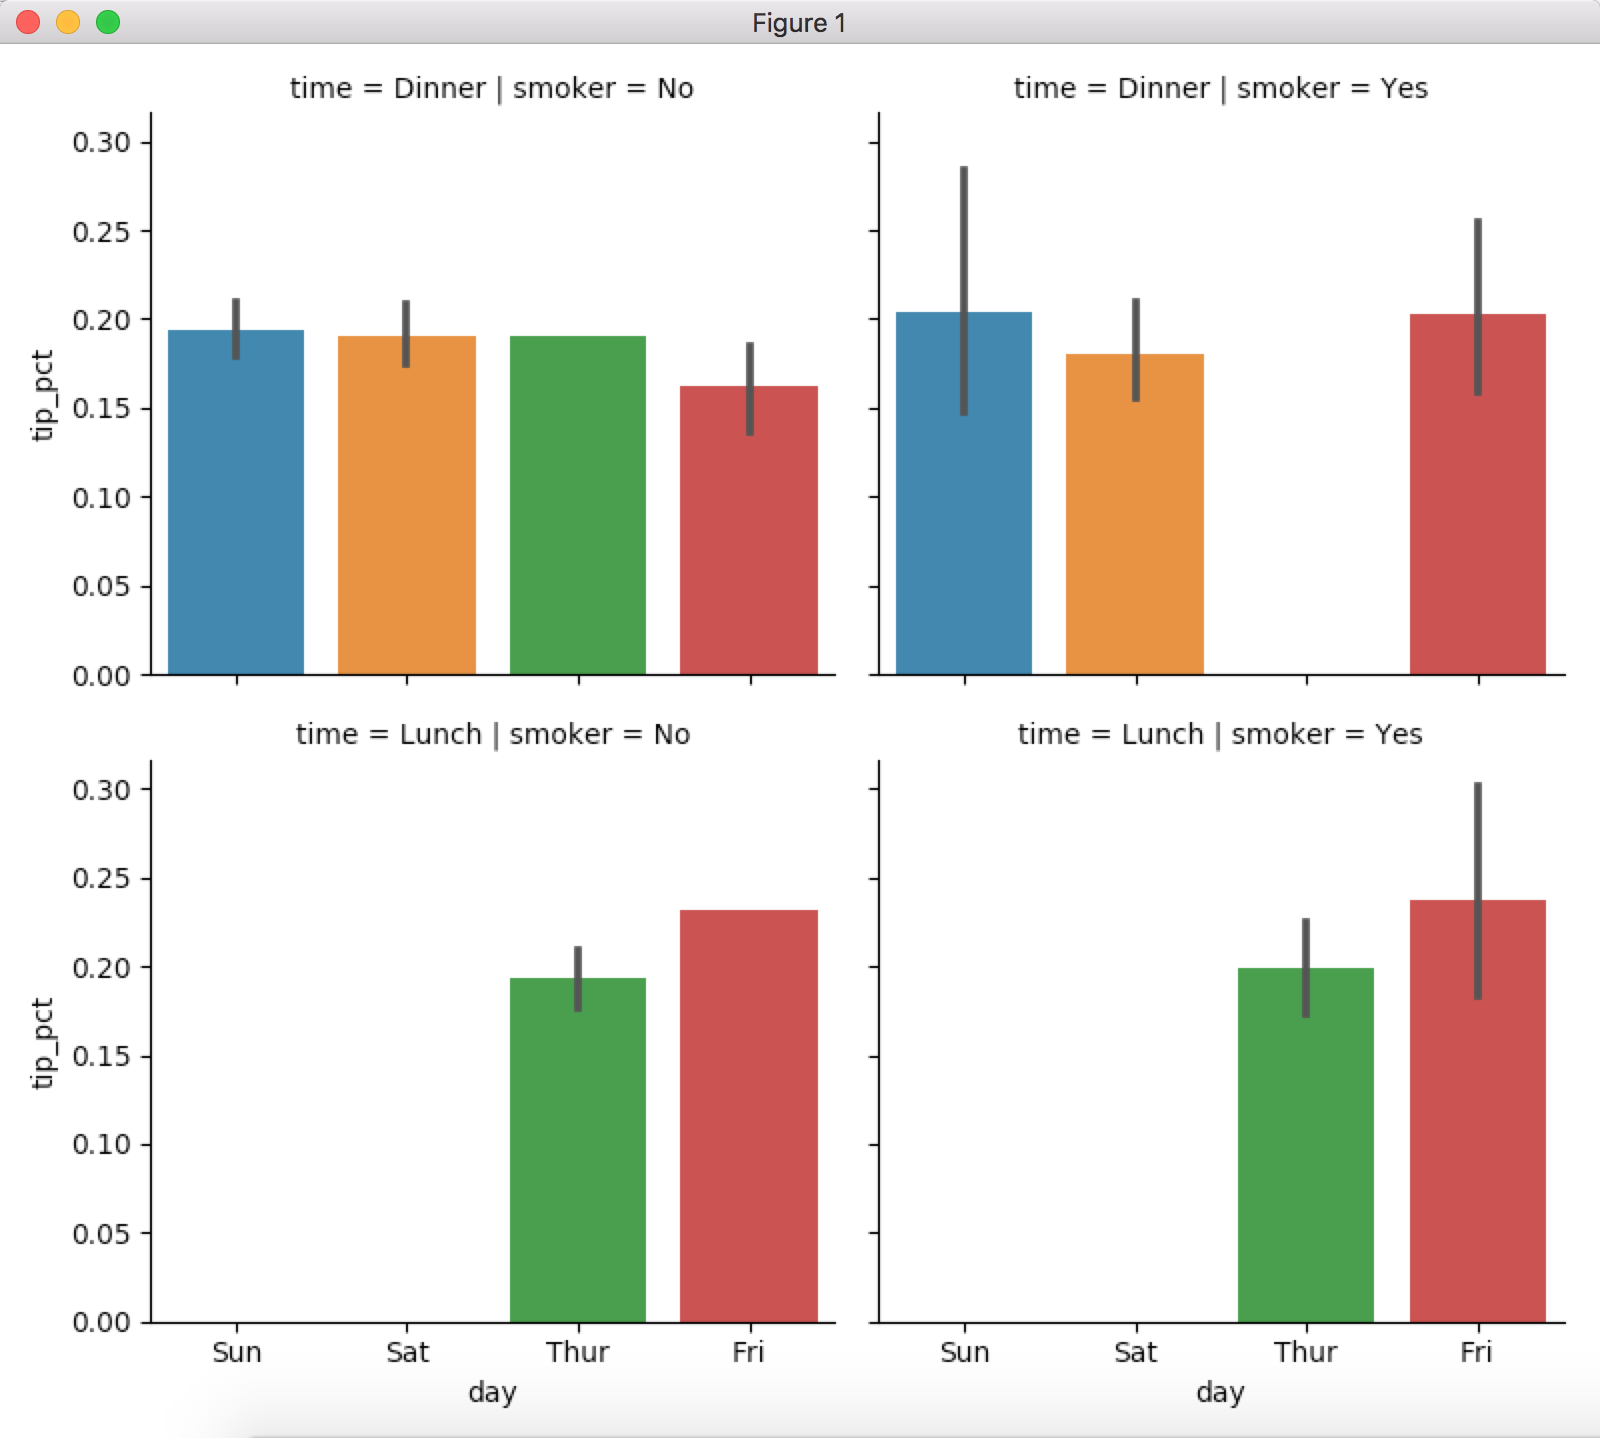 Figure 1
time = Dinner | smoker = No
time = Dinner | smoker = Yes
0.30
0.25
0.20
0.15
0.10
0.05
0.00
tip_pct
time = Lunch | smoker = No
time = Lunch | smoker = Yes
0.30
0.25
0.20
0.15
0.10
0.05
0.00
tip_pct
Sun Sat Thur Fri
Sun Sat Thur Fri
day
day